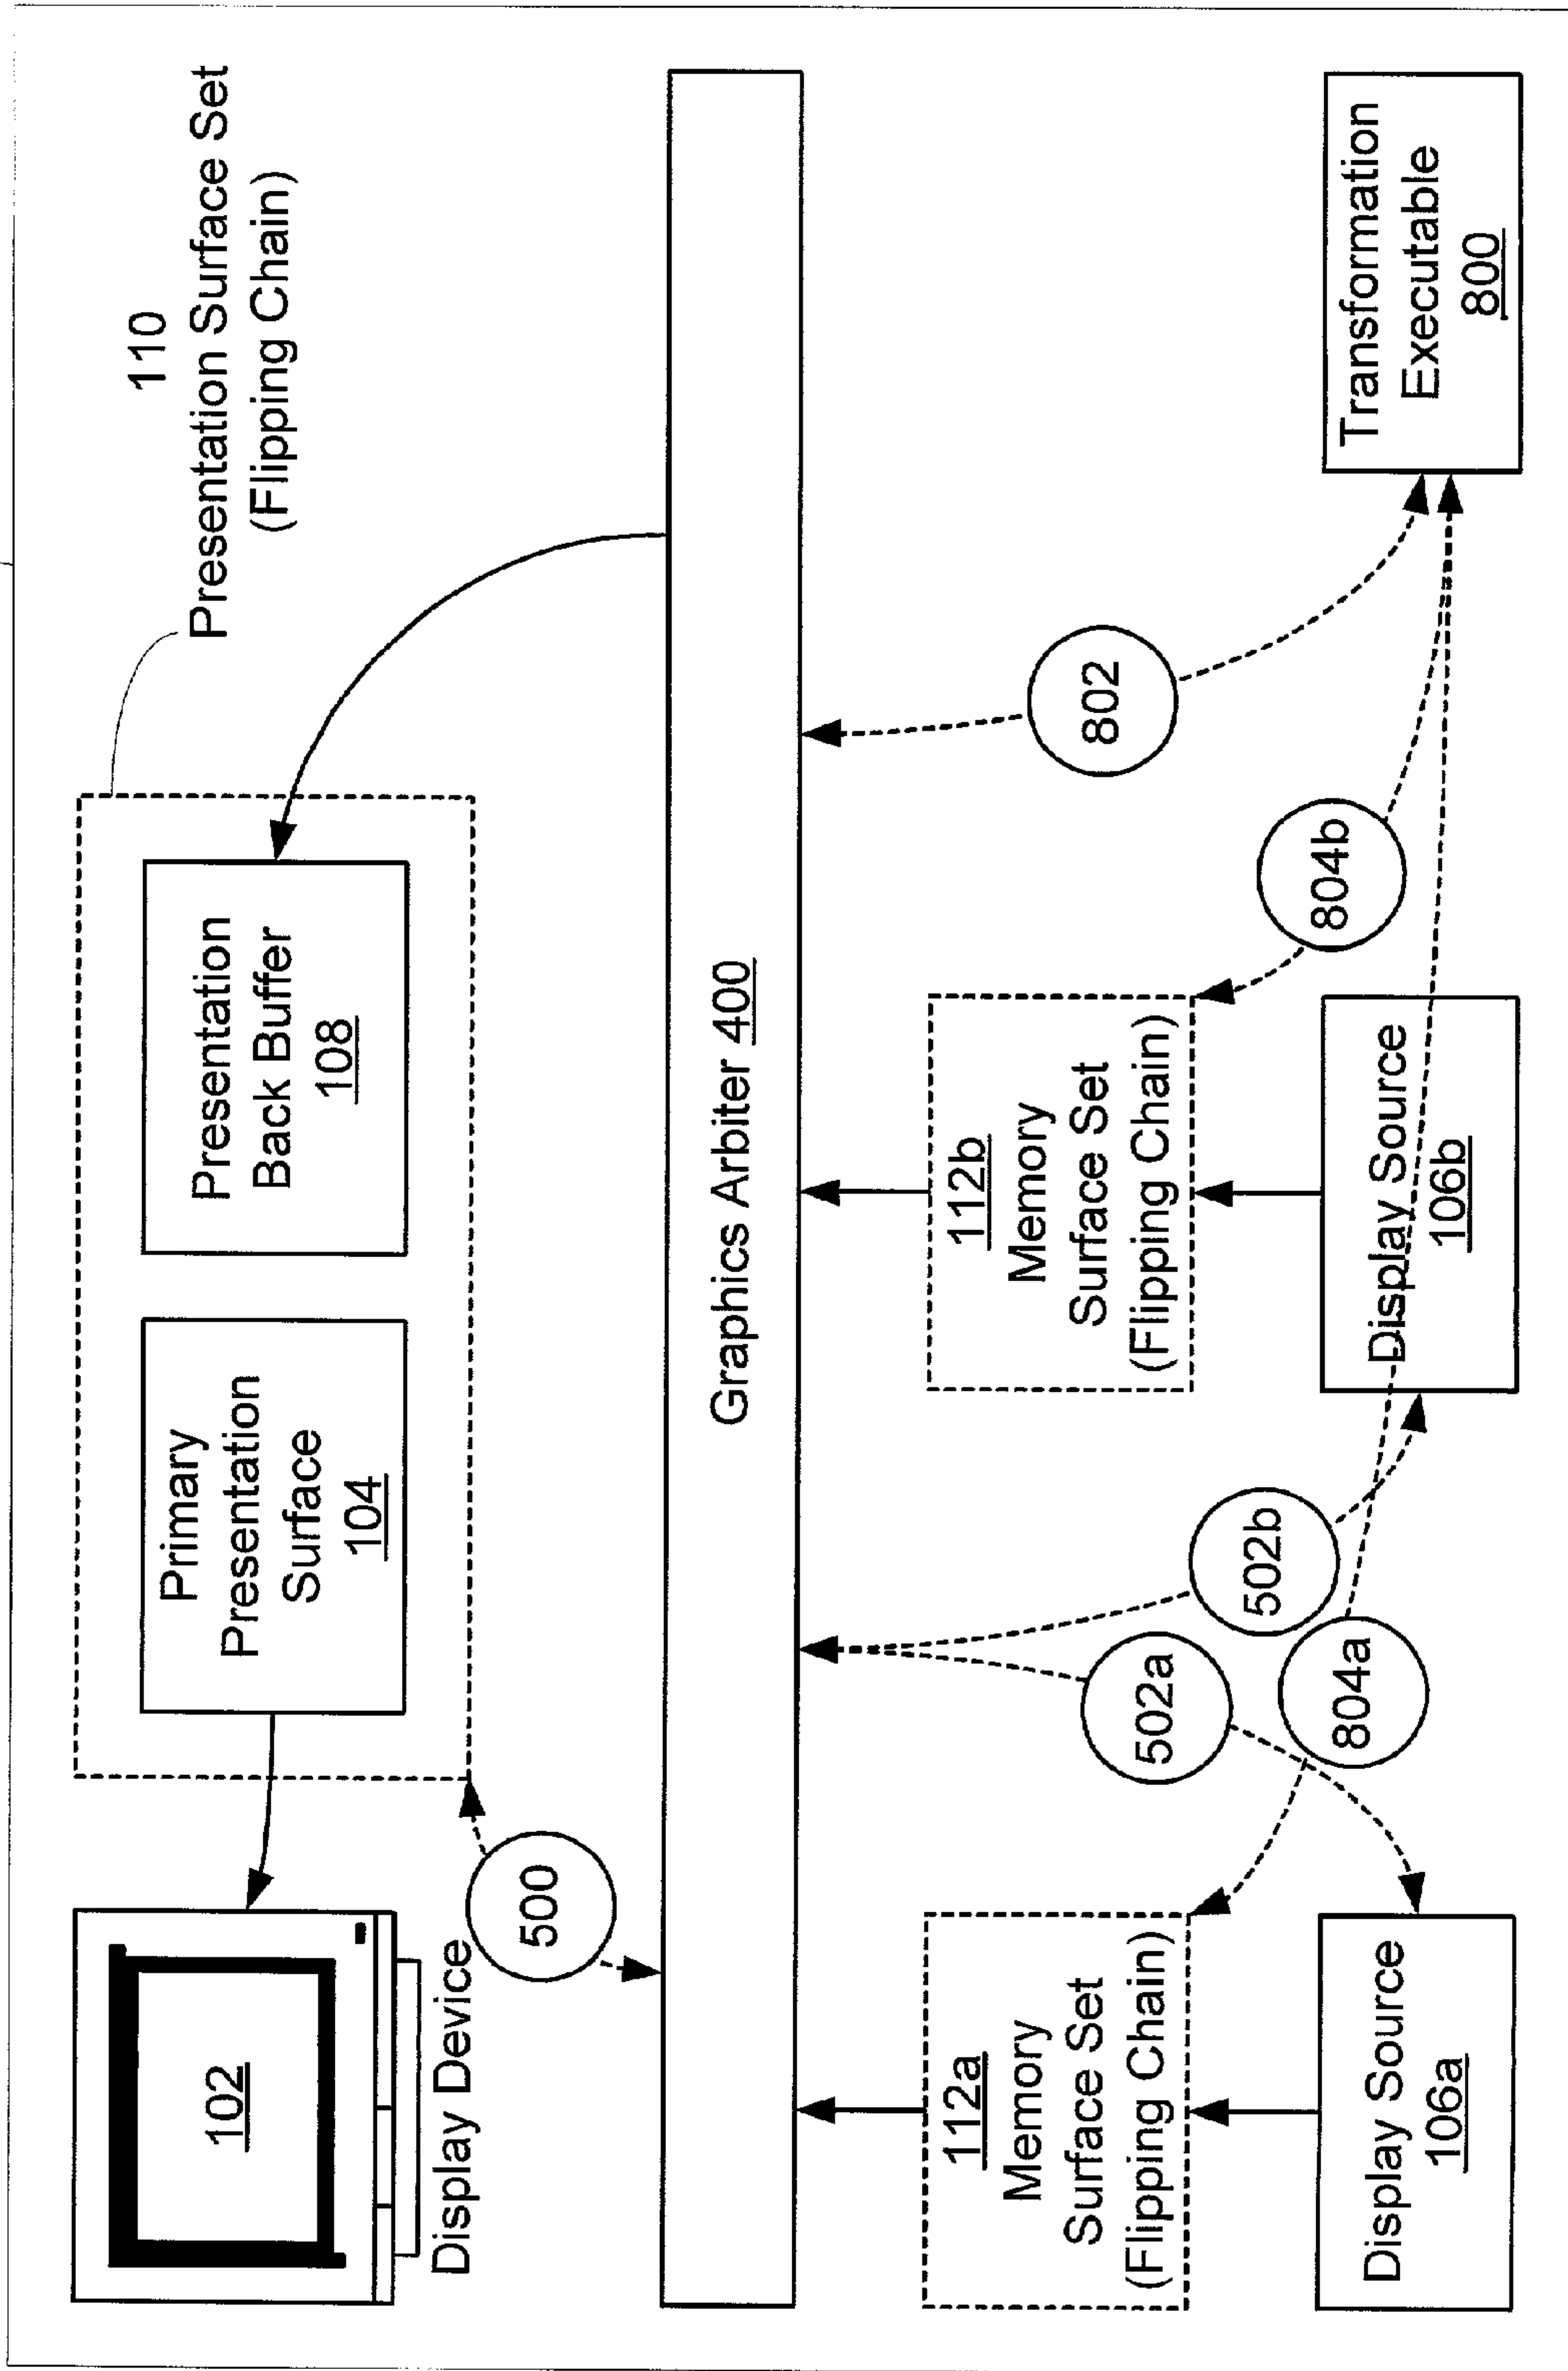 110
Presentation Surface Set
(Flipping Chain)
102
Display Device
Primary
Presentation
Surface
104
Presentation
Back Buffer
108
500
Graphics Arbiter 400
112a
Memory
Surface Set
(Flipping Chain)
112b
Memory
Surface Set
(Flipping Chain)
502a
502b
804a
804b
802
Display Source
106a
Display Source
106b
Transformation
Executable
800